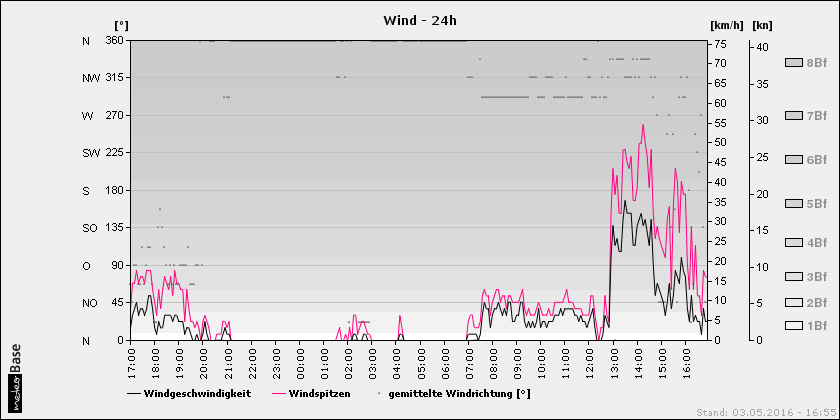 Wind - 24h
[°] [km/h] [kn]
N 360 75 40
8Bf
NW 315 70 35
65
W 270 60 30 7Bf
55
SW 225 50 25 6Bf
45
S 180 40 20
35 5Bf
SO 135 30 15 4Bf
25
O 90 20 10 3Bf
15
NO 45 10 5 2Bf
5 1Bf
N 0 0 0
17:00 18:00 19:00 20:00 21:00 22:00 23:00 00:00 01:00 02:00 03:00 04:00 05:00 06:00 07:00 08:00 09:00 10:00 11:00 12:00 13:00 14:00 15:00 16:00
Windgeschwindigkeit Windspitzen gemittelte Windrichtung [°]
meteoBase
Stand: 03.05.2016 - 16:55